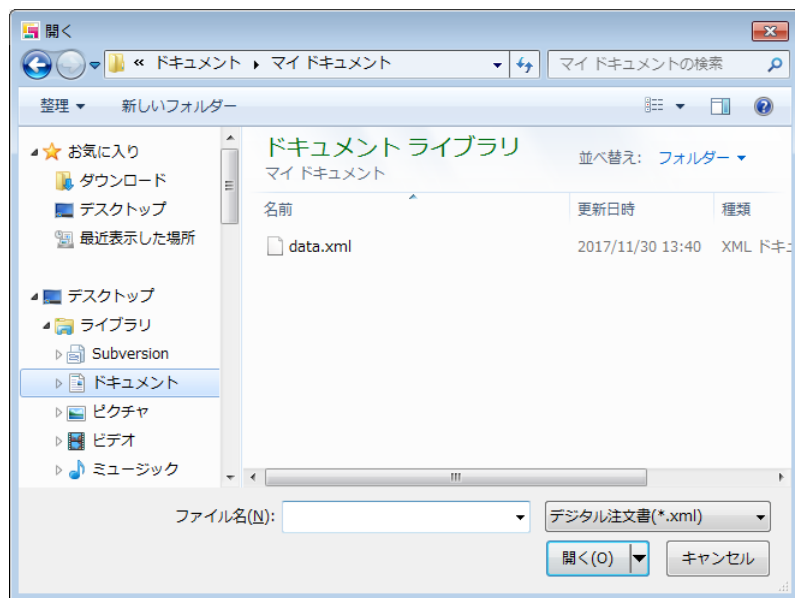 開く
« ドキュメント ▸ マイ ドキュメント
マイ ドキュメントの検索
整理 ▼ 新しいフォルダー
お気に入り
ダウンロード
デスクトップ
最近表示した場所
デスクトップ
ライブラリ
Subversion
ドキュメント
ピクチャ
ビデオ
ミュージック
ドキュメント ライブラリ
マイ ドキュメント
並べ替え: フォルダー ▼
名前 更新日時 種類
data.xml 2017/11/30 13:40 XML ドキ
ファイル名(N): デジタル注文書(*.xml)
開く(O) キャンセル